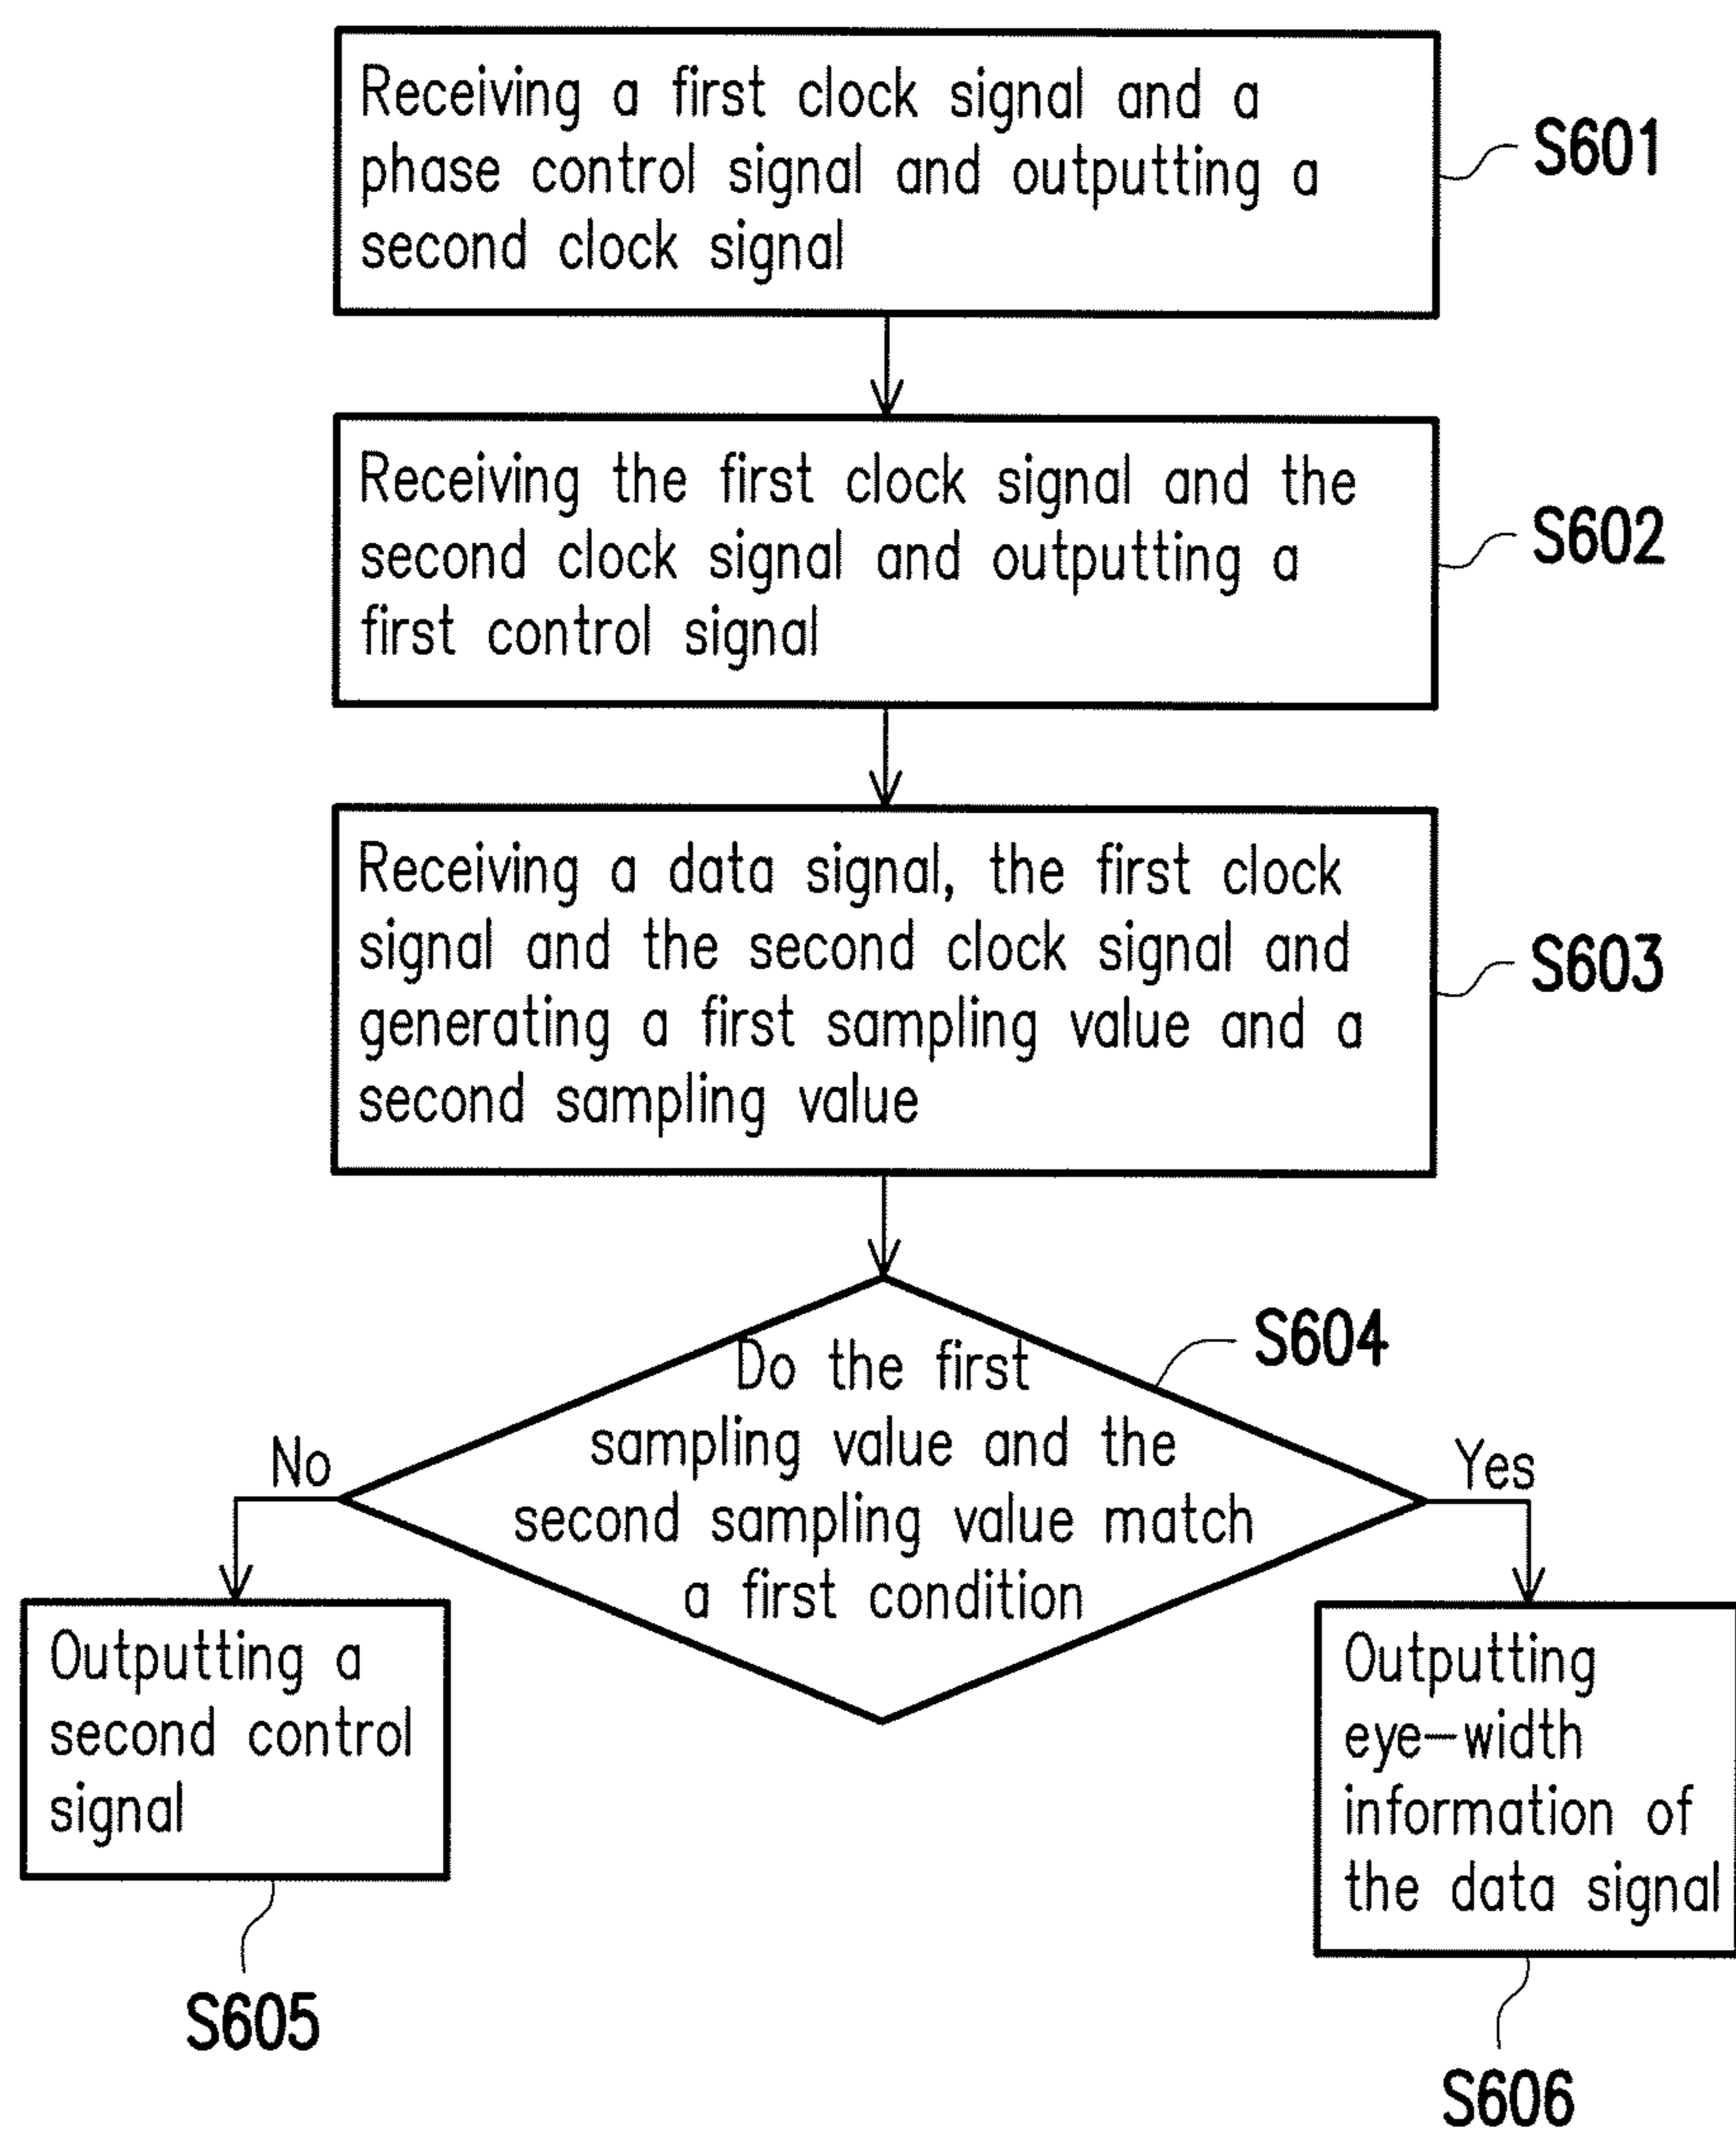 Receiving a first clock signal and a
phase control signal and outputting a
second clock signal
S601
Receiving the first clock signal and the
second clock signal and outputting a
first control signal
S602
Receiving a data signal, the first clock
signal and the second clock signal and
generating a first sampling value and a
second sampling value
S603
Do the first
sampling value and the
second sampling value match
a first condition
S604
No
Yes
Outputting a
second control
signal
S605
Outputting
eye-width
information of
the data signal
S606